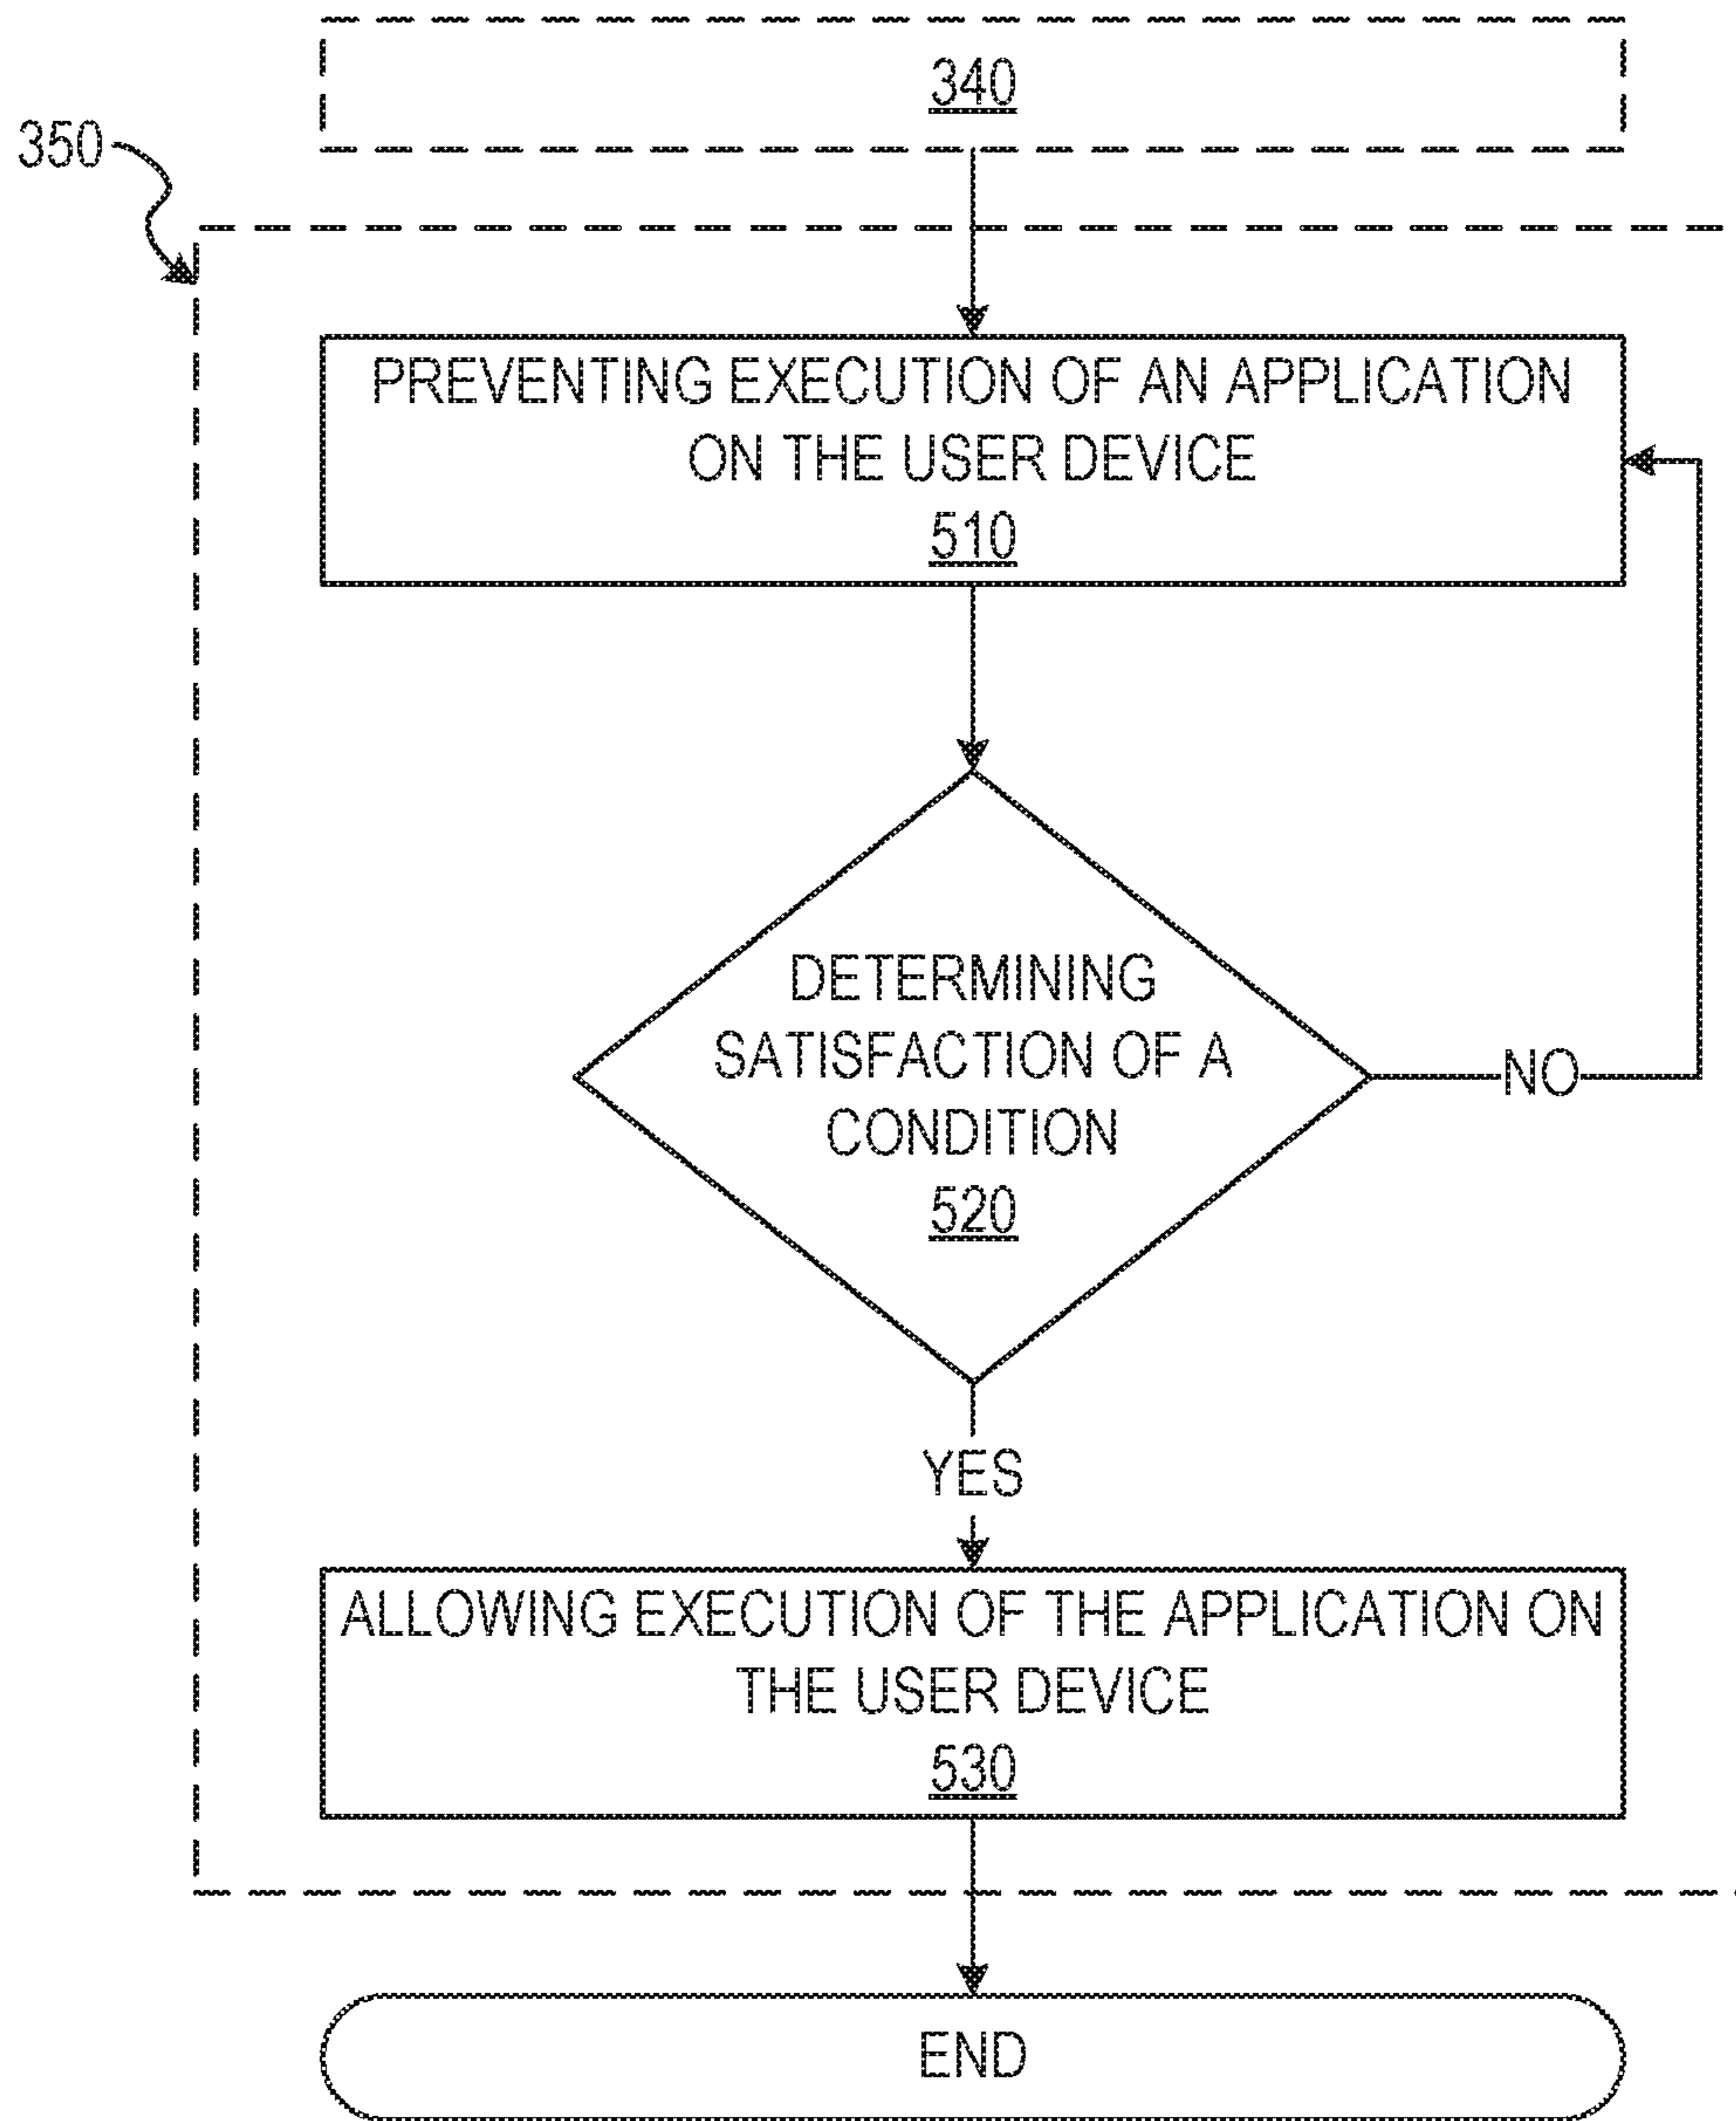 340
350
PREVENTING EXECUTION OF AN APPLICATION
ON THE USER DEVICE
510
DETERMINING
SATISFACTION OF A
CONDITION
520
NO
YES
ALLOWING EXECUTION OF THE APPLICATION ON
THE USER DEVICE
530
END